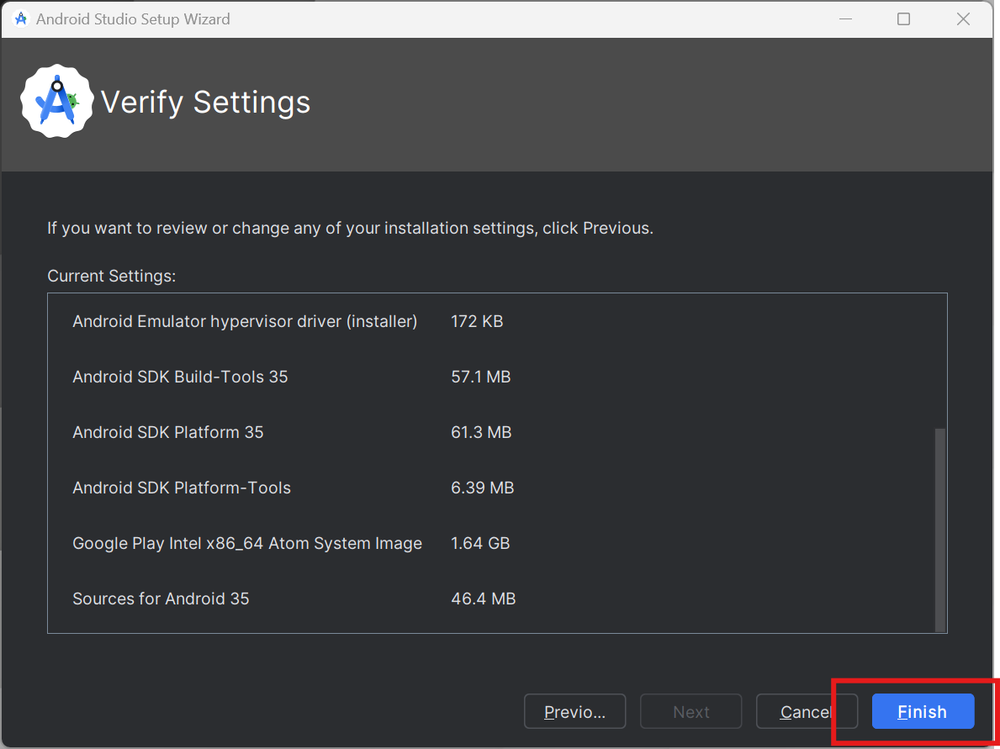 Android Studio Setup Wizard
Verify Settings
If you want to review or change any of your installation settings, click Previous.
Current Settings:
Android Emulator hypervisor driver (installer) 172 KB
Android SDK Build-Tools 35 57.1 MB
Android SDK Platform 35 61.3 MB
Android SDK Platform-Tools 6.39 MB
Google Play Intel x86_64 Atom System Image 1.64 GB
Sources for Android 35 46.4 MB
Previo... Next Cancel Finish